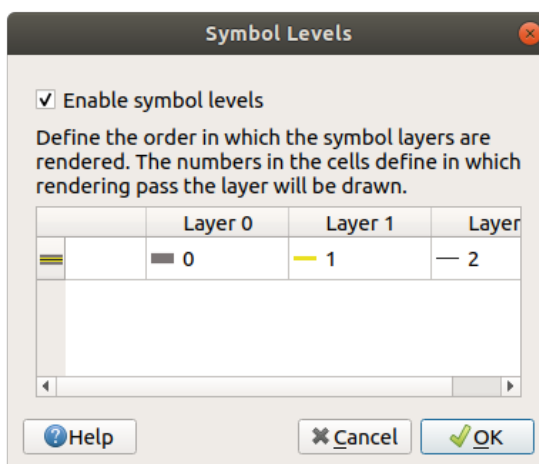 Symbol Levels
Enable symbol levels
Define the order in which the symbol layers are
rendered. The numbers in the cells define in which
rendering pass the layer will be drawn.
Layer 0 Layer 1 Layer
0 1 2
Help Cancel OK